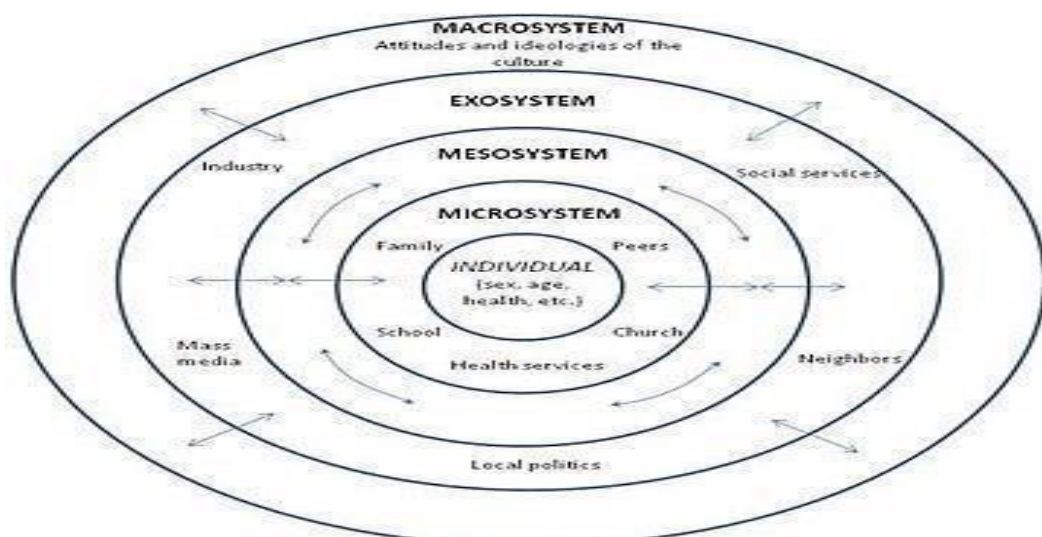 MACROSYSTEM
Attitudes and ideologies of the
culture
EXOSYSTEM
Industry
Social services
MESOSYSTEM
MICROSYSTEM
Family
Peers
INDIVIDUAL
(sex, age,
health, etc.)
School
Church
Health services
Mass
media
Neighbors
Local politics